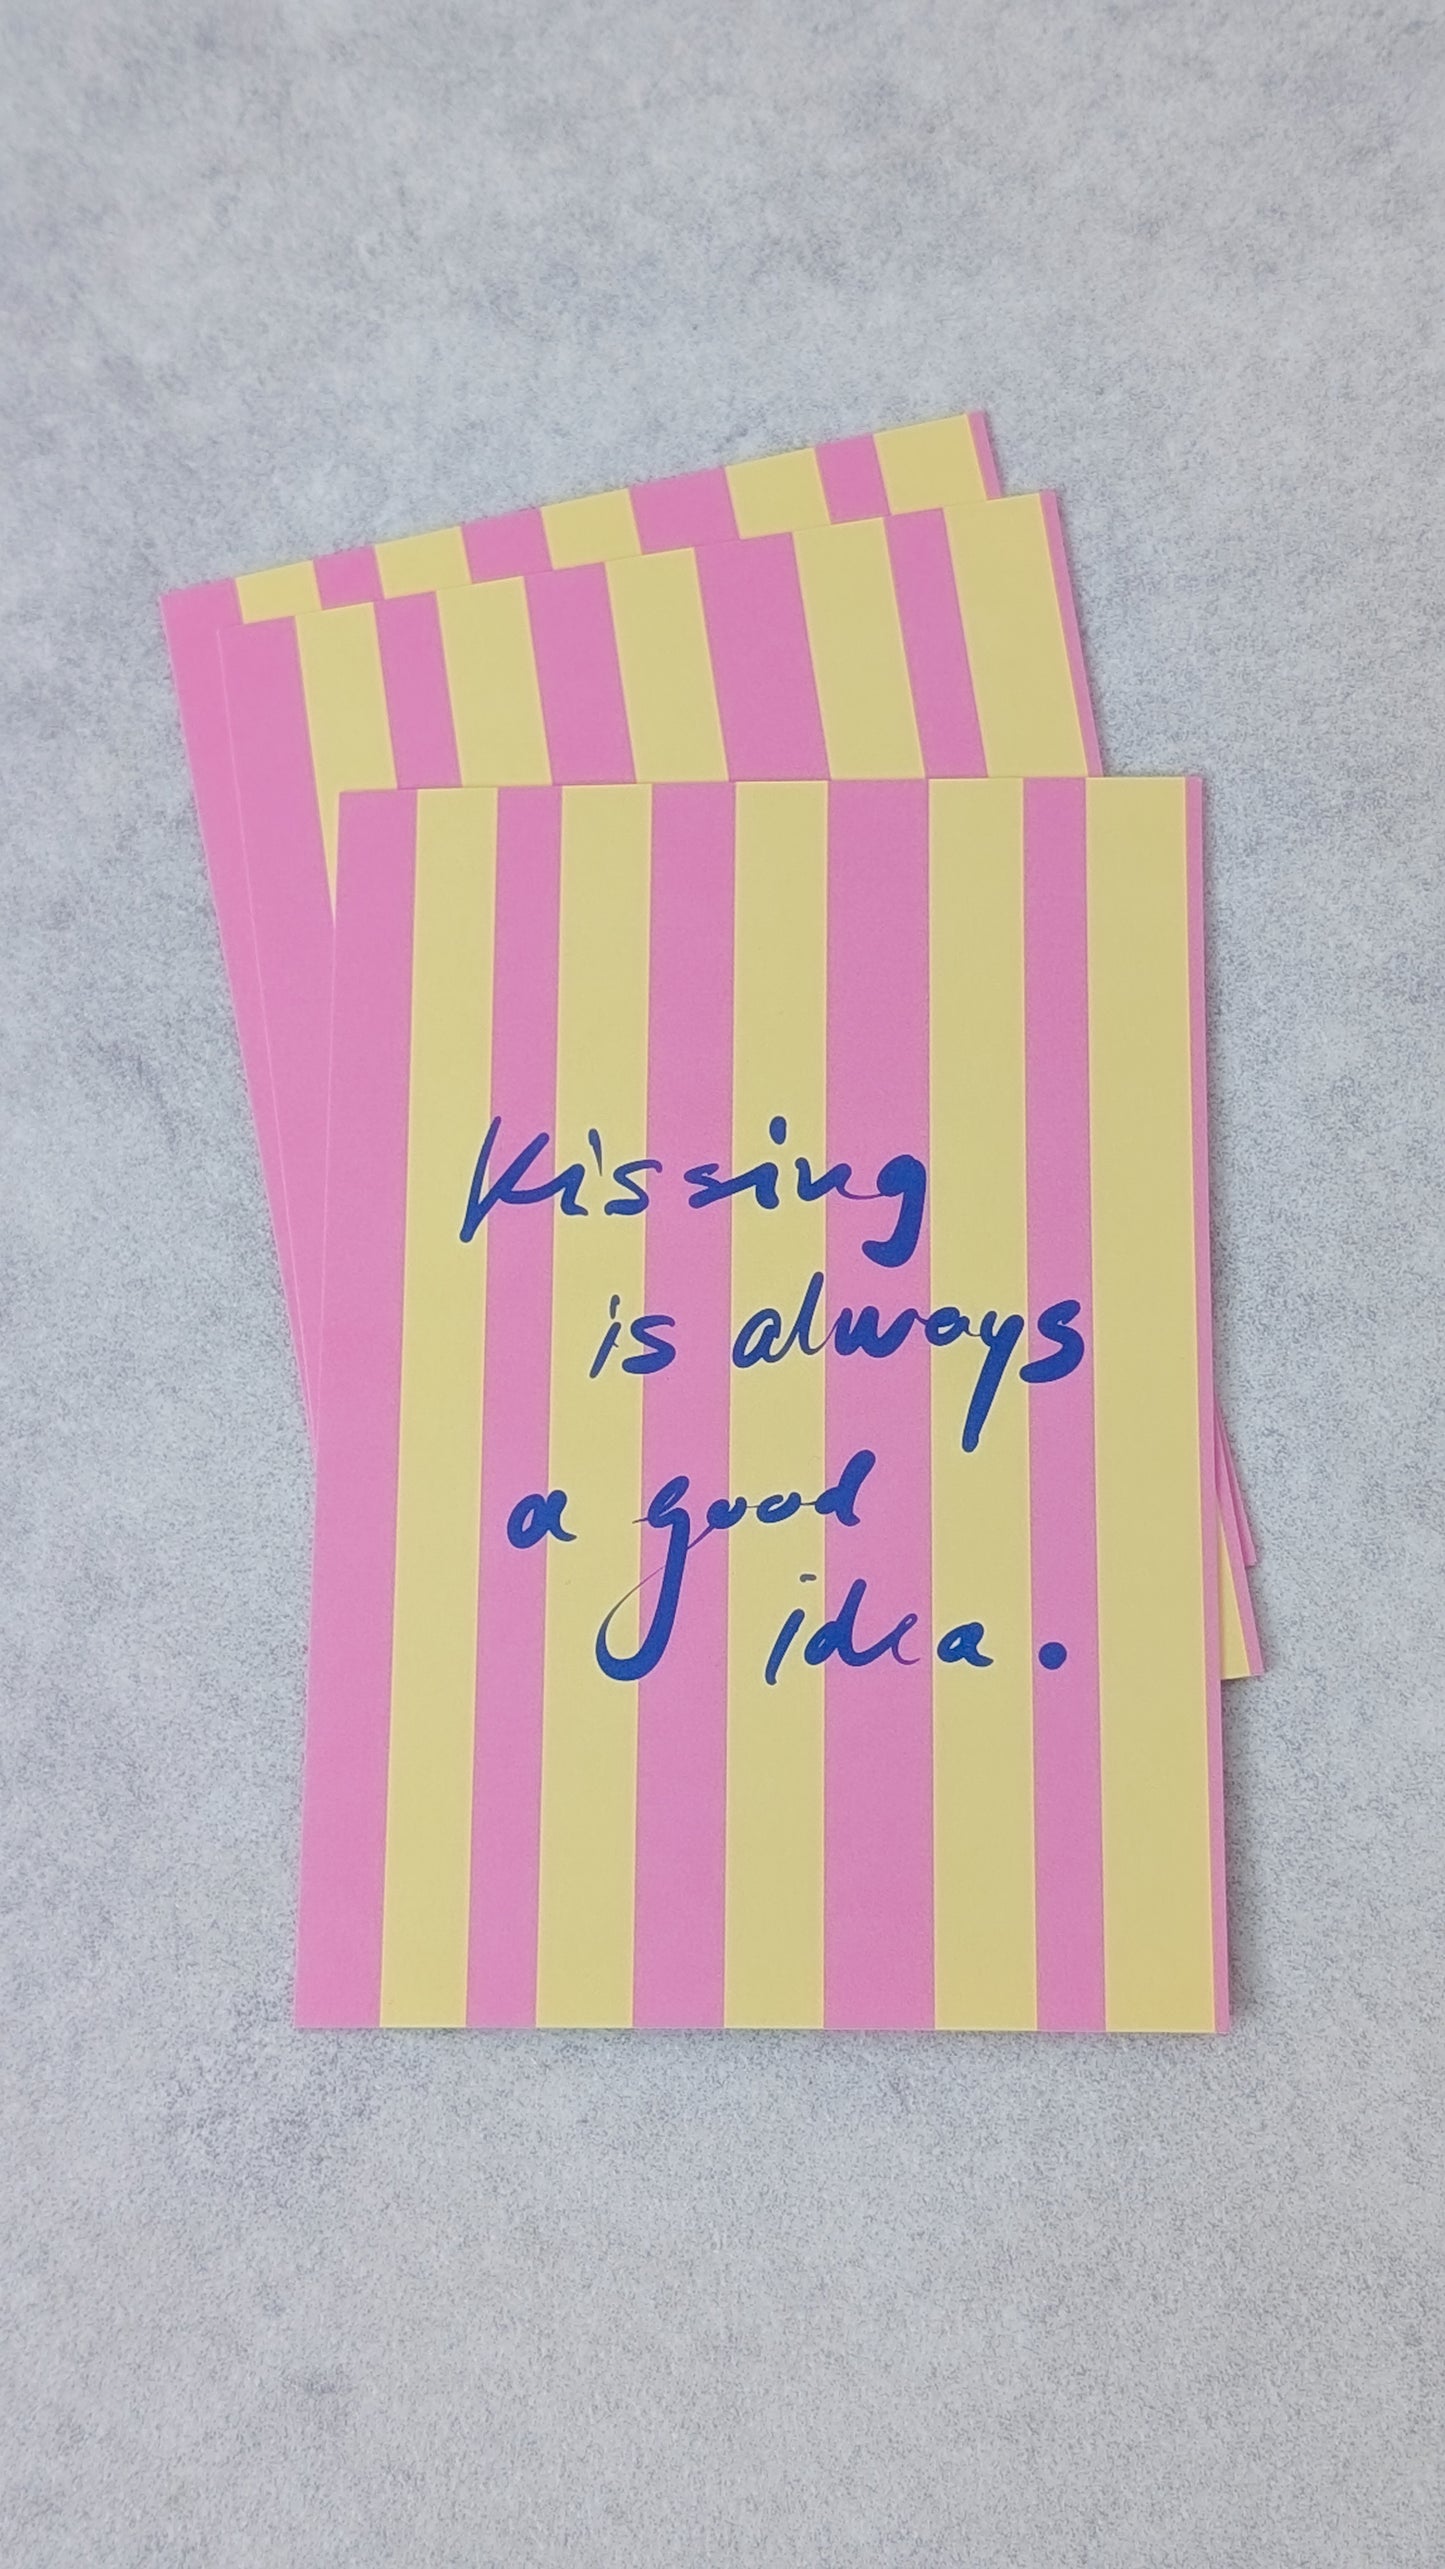 Kissing
is always
a good
idea.